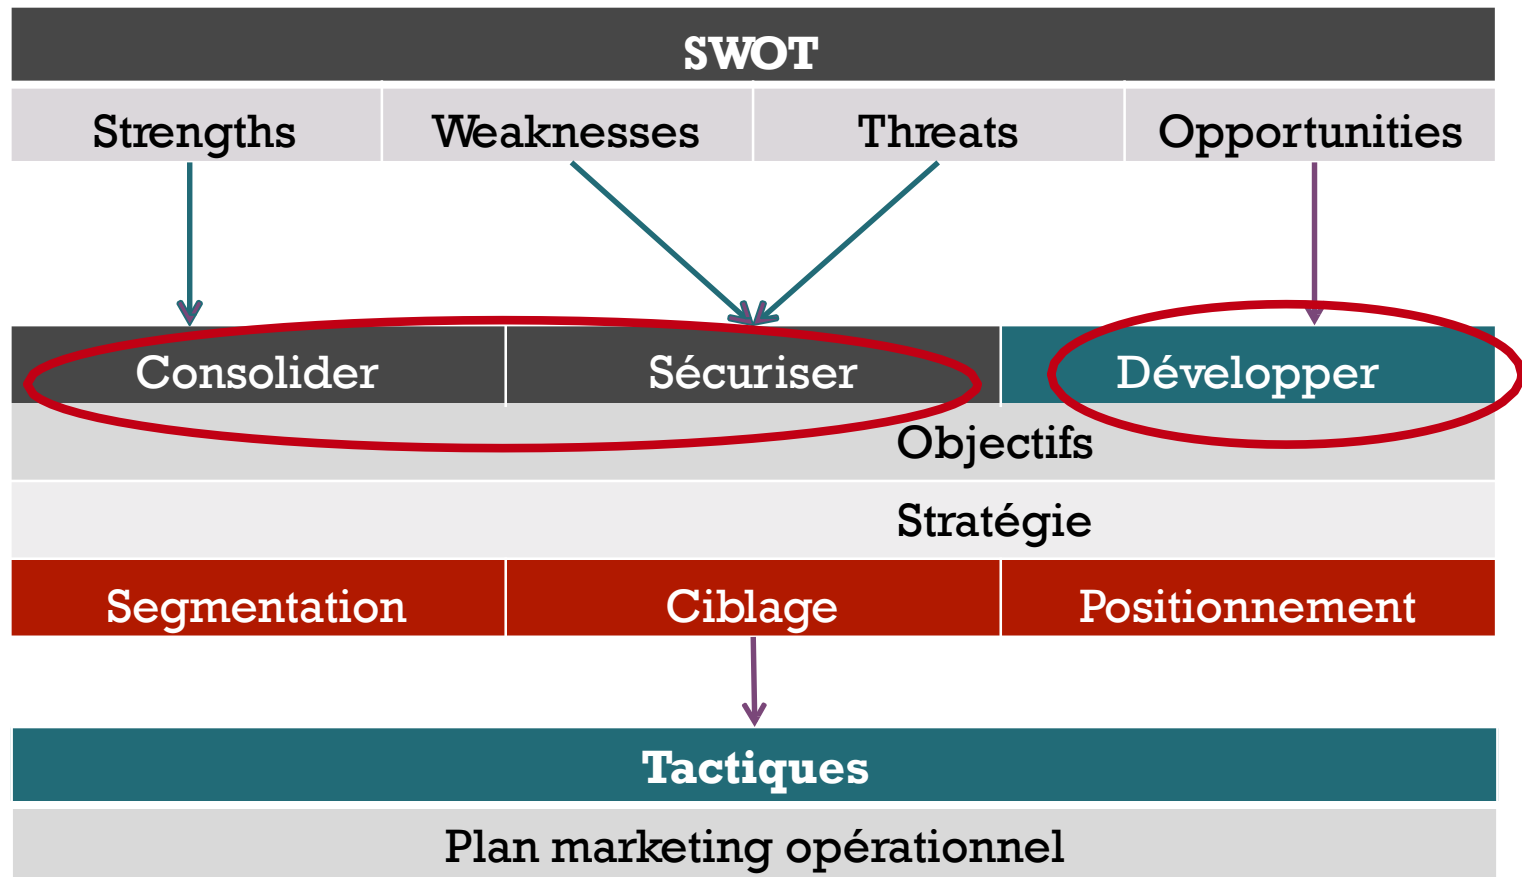 SWOT
Strengths Weaknesses Threats Opportunities
Consolider Sécuriser Développer
Objectifs
Stratégie
Segmentation Ciblage Positionnement
Tactiques
Plan marketing opérationnel